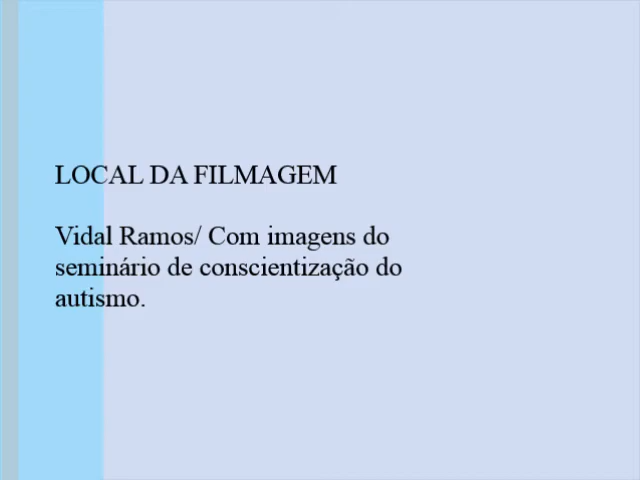 LOCAL DA FILMAGEM
Vidal Ramos/ Com imagens do
seminário de conscientização do
autismo.